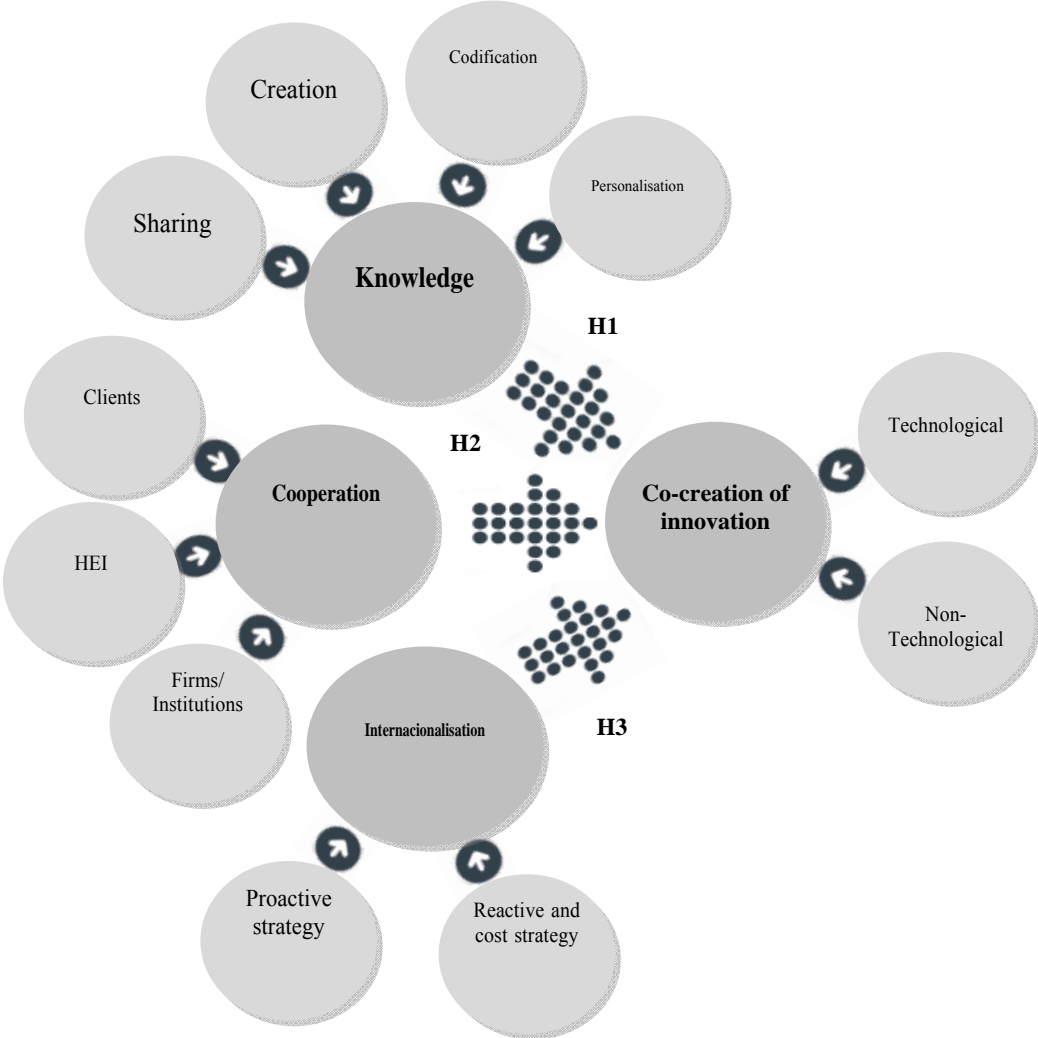 Codification
Creation
Personalisation
Sharing
Knowledge
H1
Clients
Technological
H2
Cooperation
Co-creation of
innovation
HEI
Non-
Technological
Firms/
Institutions
Internacionalisation
H3
Proactive
strategy
Reactive and
cost strategy